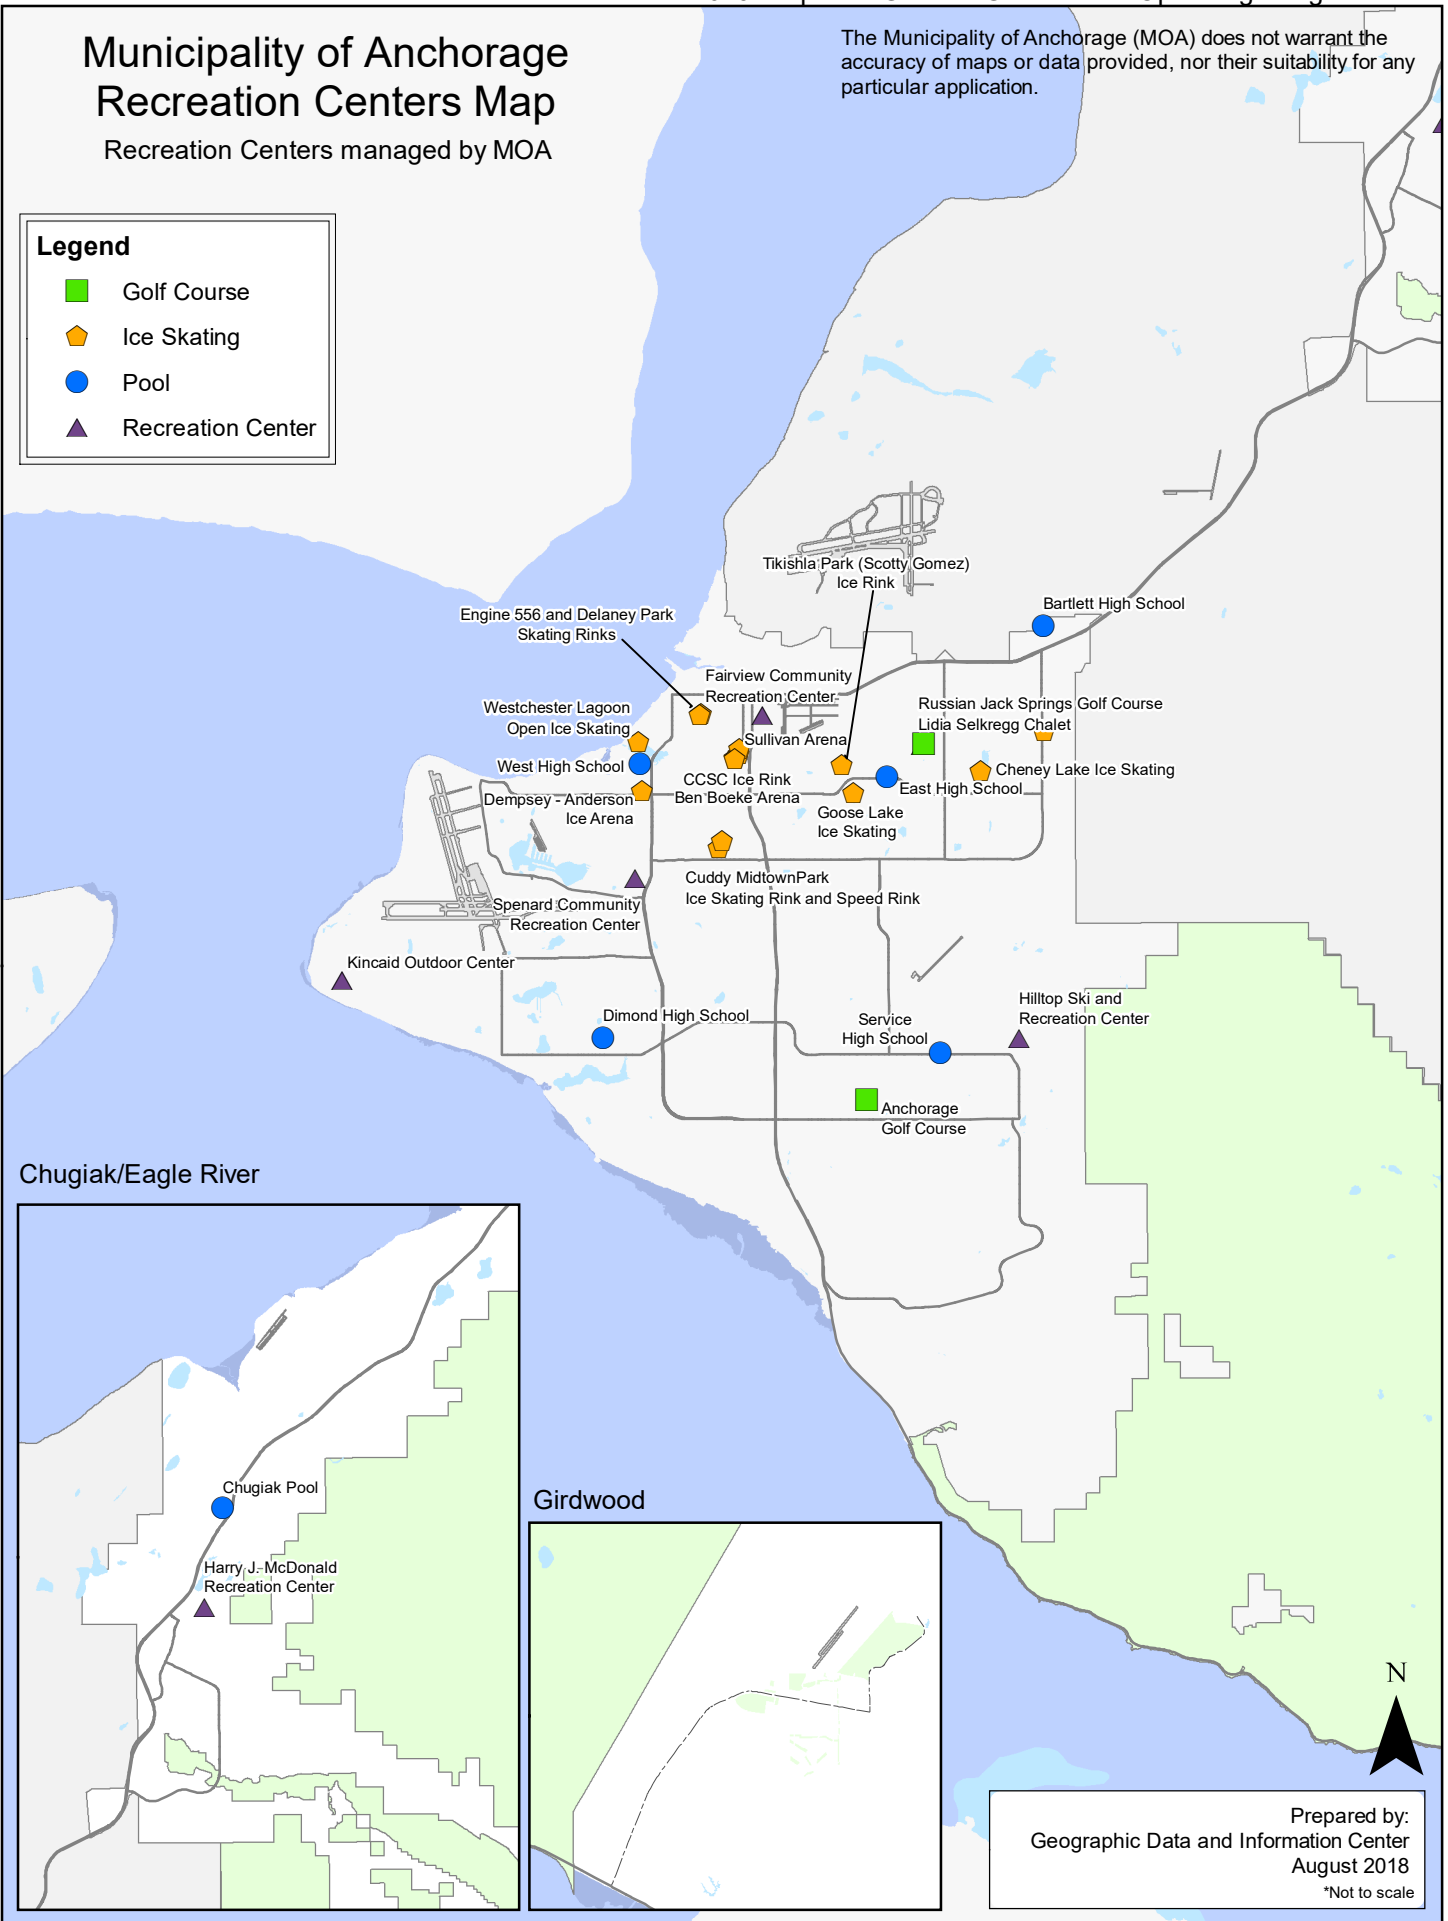 Municipality of Anchorage
Recreation Centers Map
Recreation Centers managed by MOA
The Municipality of Anchorage (MOA) does not warrant the
accuracy of maps or data provided, nor their suitability for any
particular application.
Legend
Golf Course
Ice Skating
Pool
Recreation Center
Tikishla Park (Scotty Gomez)
Ice Rink
Bartlett High School
Engine 556 and Delaney Park
Skating Rinks
Fairview Community
Recreation Center
Russian Jack Springs Golf Course
Lidia Selkregg Chalet
Westchester Lagoon
Open Ice Skating
Sullivan Arena
West High School
CCSC Ice Rink
Ben Boeke Arena
Cheney Lake Ice Skating
East High School
Dempsey - Anderson
Ice Arena
Goose Lake
Ice Skating
Cuddy MidtownPark
Ice Skating Rink and Speed Rink
Spenard Community
Recreation Center
Kincaid Outdoor Center
Hilltop Ski and
Recreation Center
Dimond High School
Service
High School
Anchorage
Golf Course
Chugiak/Eagle River
Chugiak Pool
Harry J. McDonald
Recreation Center
Girdwood
N
Prepared by:
Geographic Data and Information Center
August 2018
*Not to scale